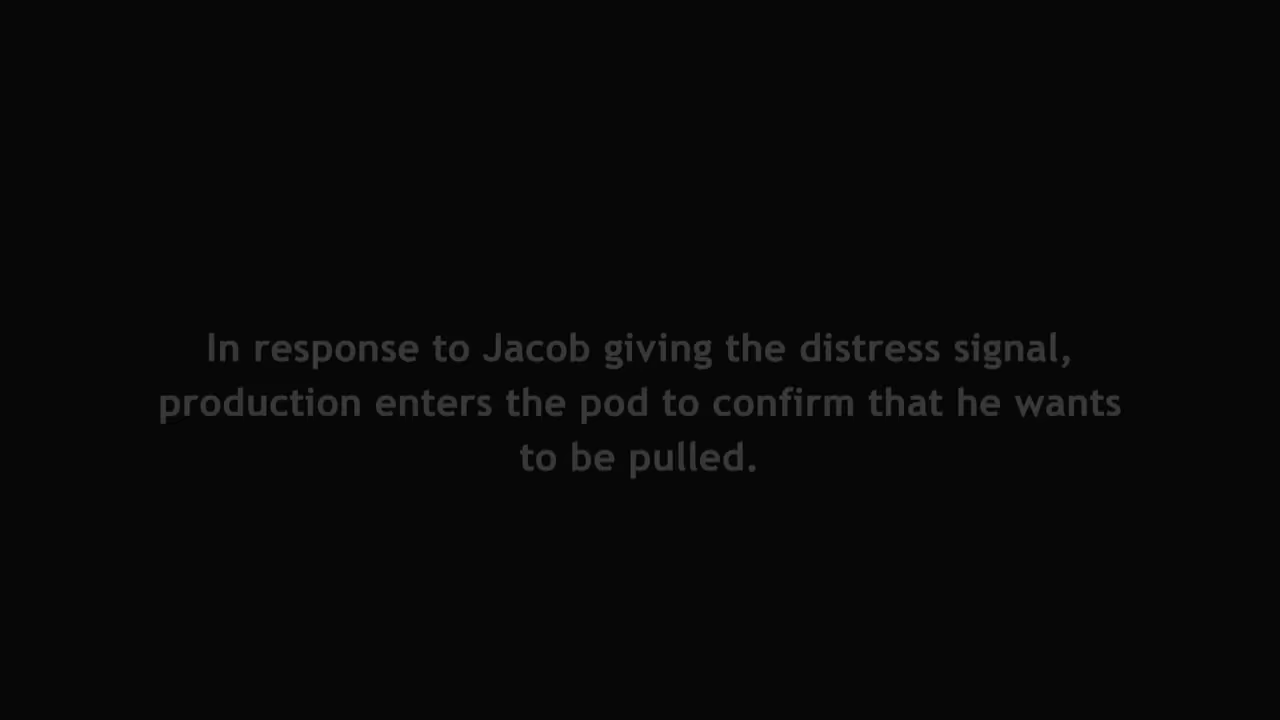 In response to Jacob giving the distress signal,
production enters the pod to confirm that he wants
to be pulled.